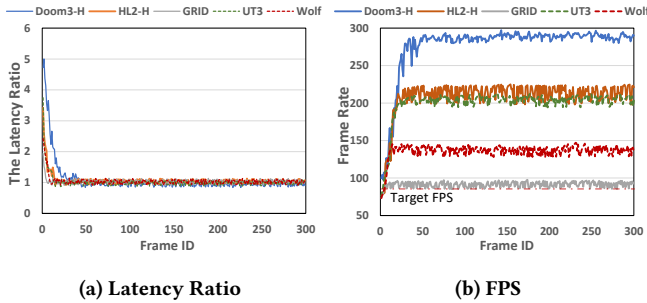 Doom3-H HL2-H GRID UT3 Wolf
6
5
4
3
2
1
0
The Latency Ratio
0 50 100 150 200 250 300
Frame ID
(a) Latency Ratio
Doom3-H HL2-H GRID UT3 Wolf
300
250
200
150
100
50
Frame Rate
Target FPS
0 50 100 150 200 250 300
Frame ID
(b) FPS